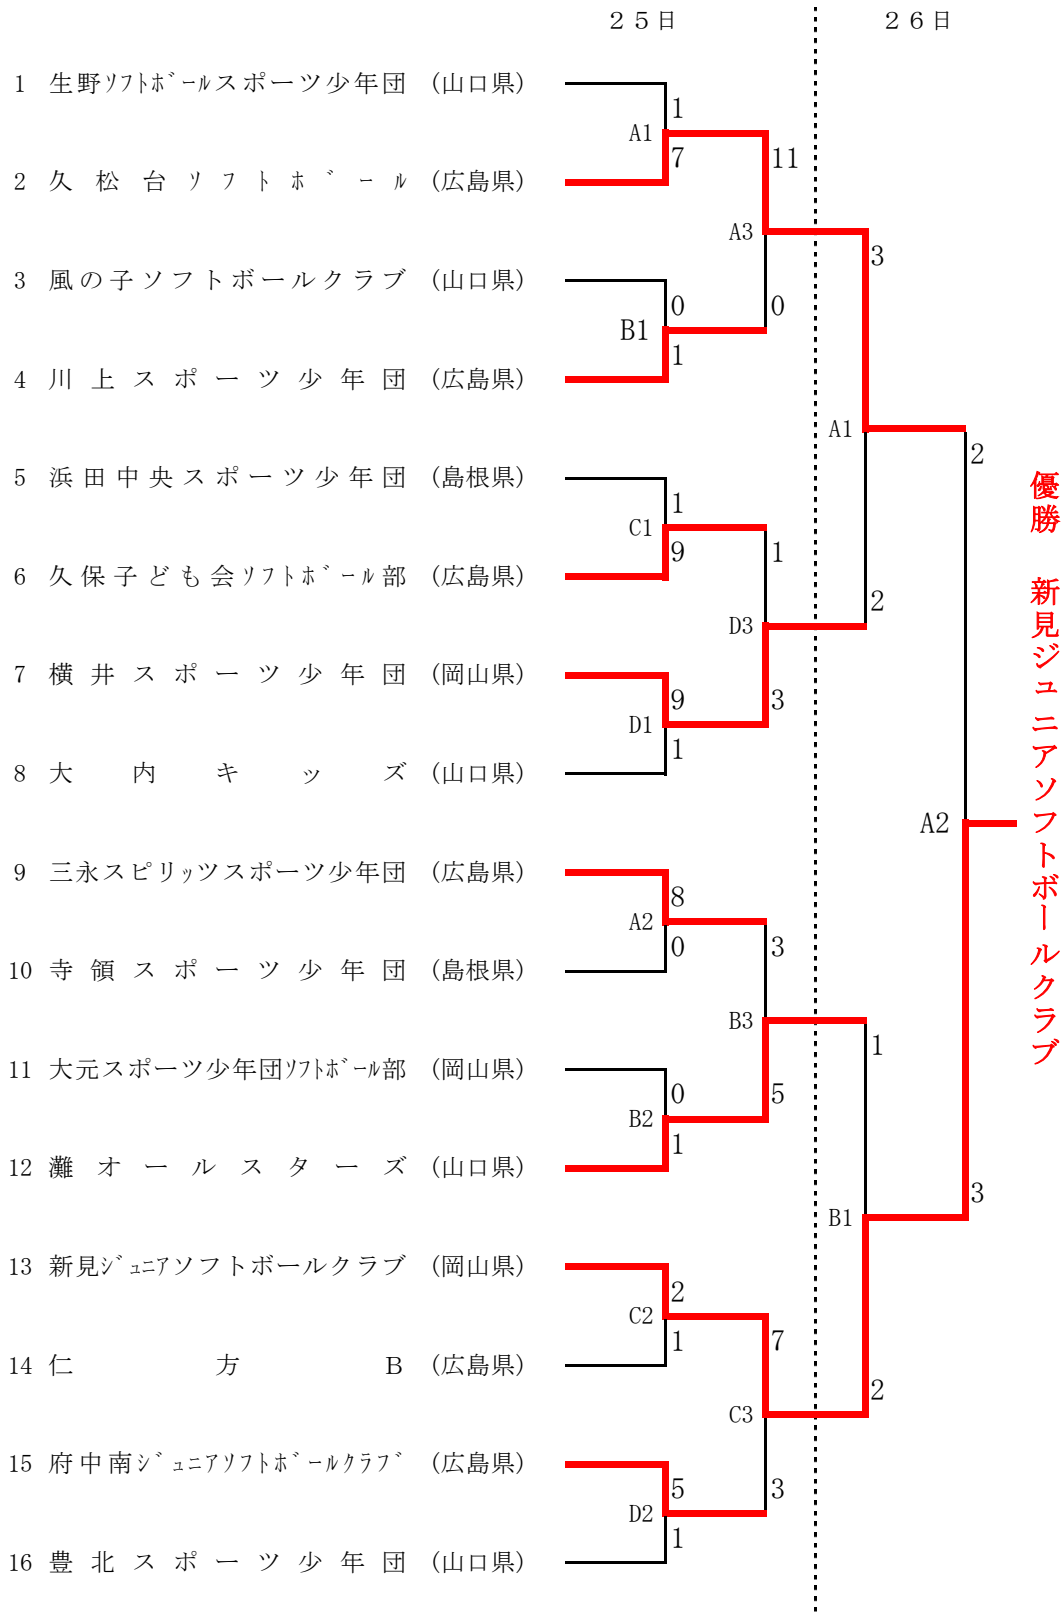 ２５日 ２６日
1 生野ｿﾌﾄﾎﾞｰﾙスポーツ少年団 (山口県)
1
A1
7
11
2 久松台ソフトボール (広島県)
A3
3
3 風の子ソフトボールクラブ (山口県)
0
0
B1
1
4 川上スポーツ少年団 (広島県)
A1
2
5 浜田中央スポーツ少年団 (島根県)
1
C1
9
1
6 久保子ども会ｿﾌﾄﾎﾞｰﾙ部 (広島県)
2
D3
7 横井スポーツ少年団 (岡山県)
9
3
D1
1
8 大内キッズ (山口県)
A2
優勝 新見ジュニアソフトボールクラブ
9 三永スピリッツスポーツ少年団 (広島県)
8
A2
0
3
10 寺領スポーツ少年団 (島根県)
B3
1
11 大元スポーツ少年団ｿﾌﾄﾎﾞｰﾙ部 (岡山県)
0
5
B2
1
12 灘オールスターズ (山口県)
3
B1
13 新見ｼﾞｭﾆｱソフトボールクラブ (岡山県)
2
C2
1
7
14 仁方B (広島県)
2
C3
15 府中南ｼﾞｭﾆｱｿﾌﾄﾎﾞｰﾙｸﾗﾌﾞ (広島県)
5
3
D2
1
16 豊北スポーツ少年団 (山口県)